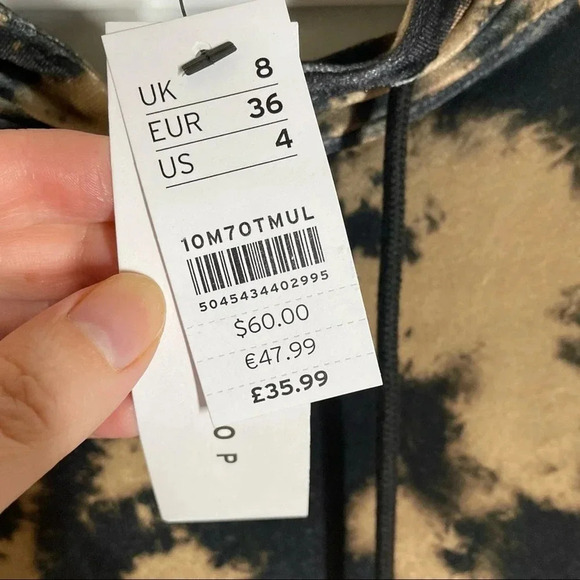 UK 8
EUR 36
US 4
10M70TMUL
5045434402995
$60.00
€47.99
£35.99
O P